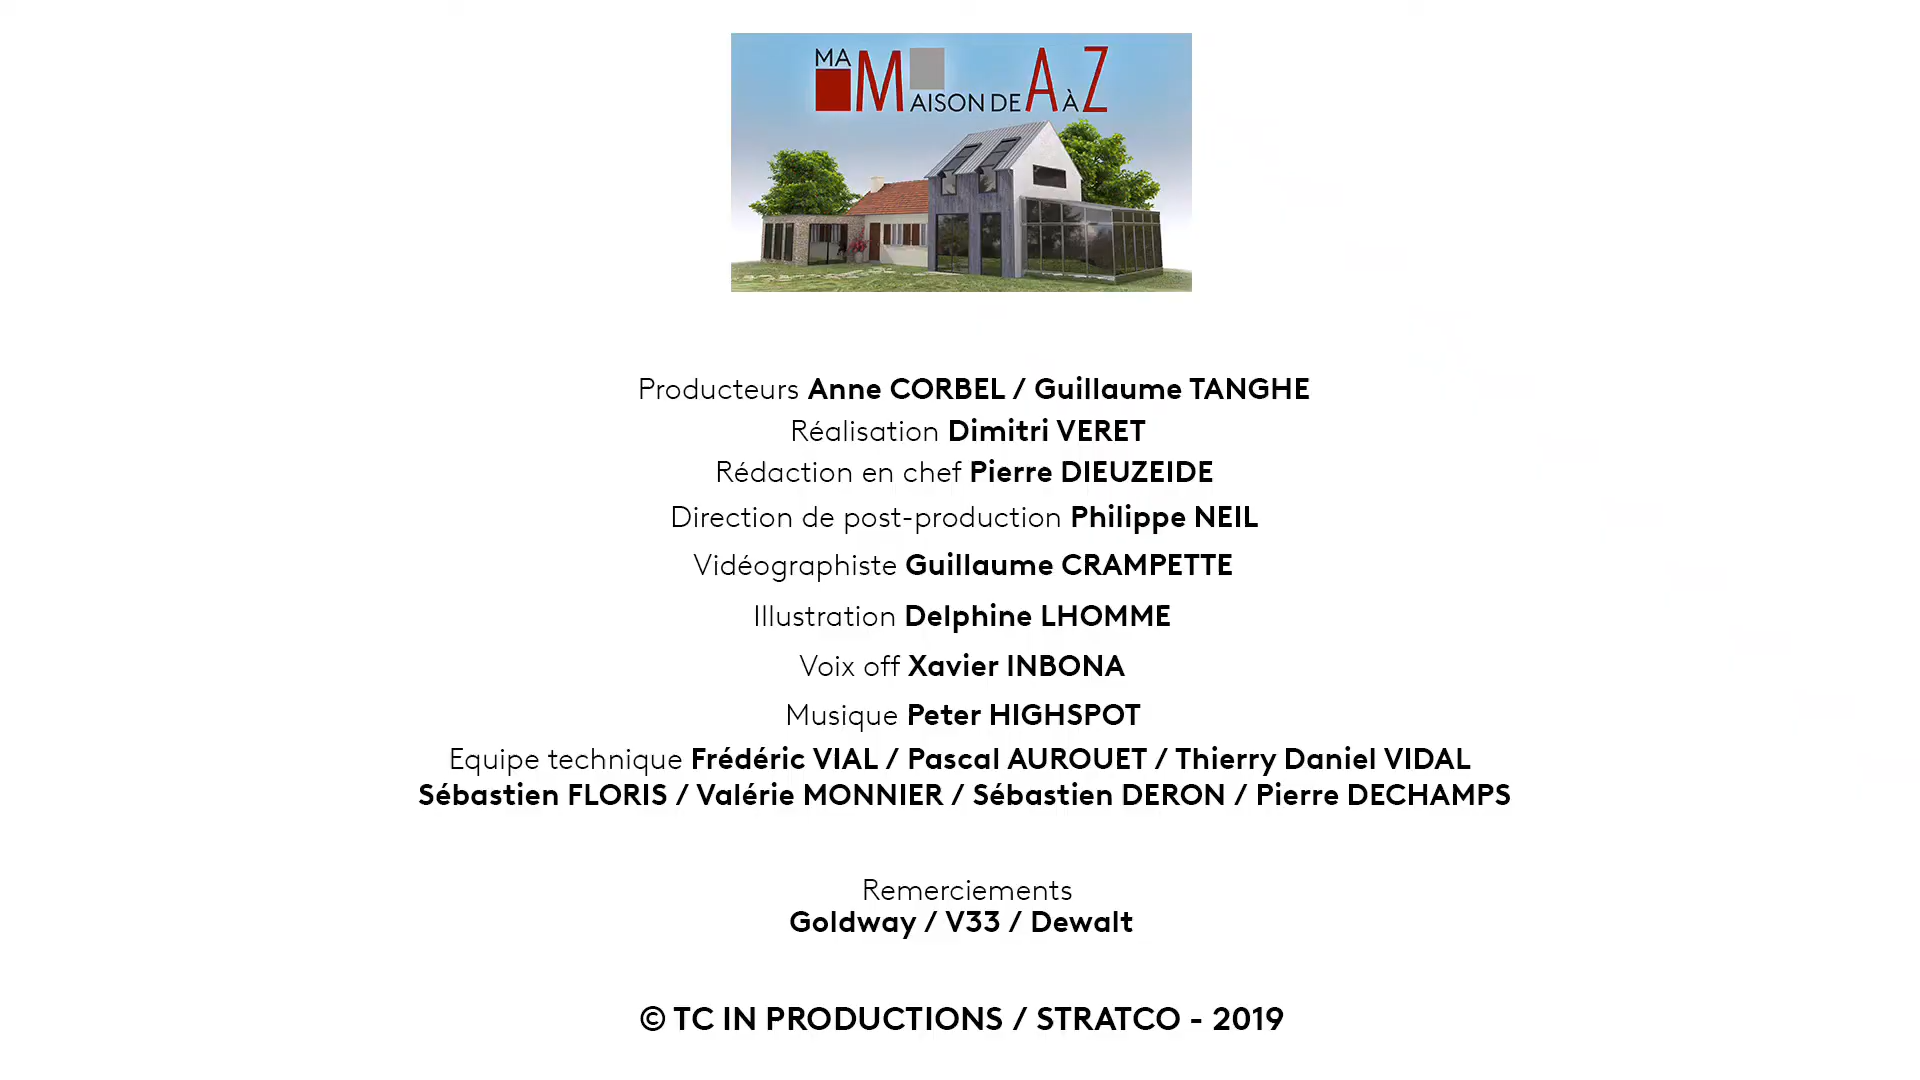 MA MAISON DE A À Z
Producteurs Anne CORBEL / Guillaume TANGHE
Réalisation Dimitri VERET
Rédaction en chef Pierre DIEUZEIDE
Direction de post-production Philippe NEIL
Vidéographiste Guillaume CRAMPETTE
Illustration Delphine LHOMME
Voix off Xavier INBONA
Musique Peter HIGHSPOT
Equipe technique Frédéric VIAL / Pascal AUROUET / Thierry Daniel VIDAL
Sébastien FLORIS / Valérie MONNIER / Sébastien DERON / Pierre DECHAMPS
Remerciements
Goldway / V33 / Dewalt
© TC IN PRODUCTIONS / STRATCO - 2019